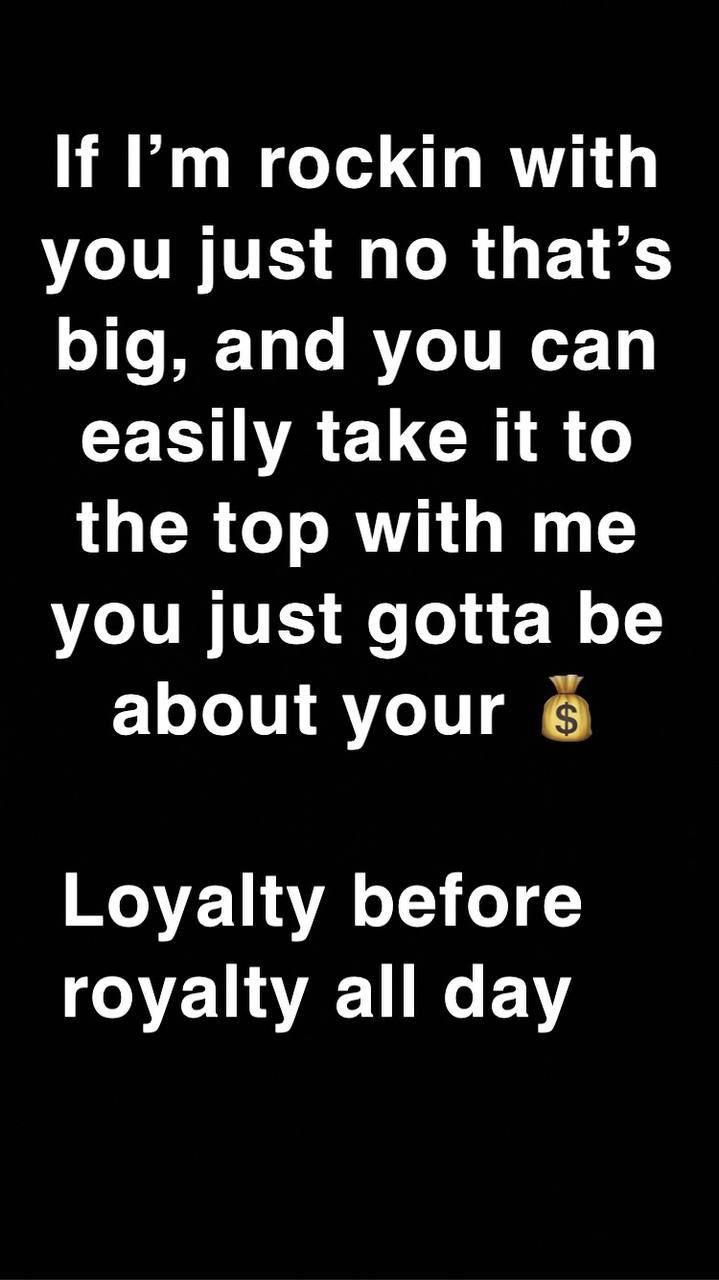 If I’m rockin with
you just no that’s
big, and you can
easily take it to
the top with me
you just gotta be
about your 💰
Loyalty before
royalty all day